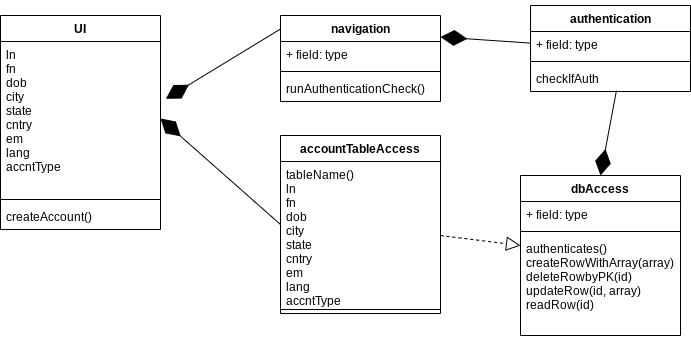 UI
ln
fn
dob
city
state
cntry
em
lang
accntType
createAccount()
navigation
+ field: type
runAuthenticationCheck()
authentication
+ field: type
checkIfAuth
accountTableAccess
tableName()
ln
fn
dob
city
state
cntry
em
lang
accntType
dbAccess
+ field: type
authenticates()
createRowWithArray(array)
deleteRowbyPK(id)
updateRow(id, array)
readRow(id)